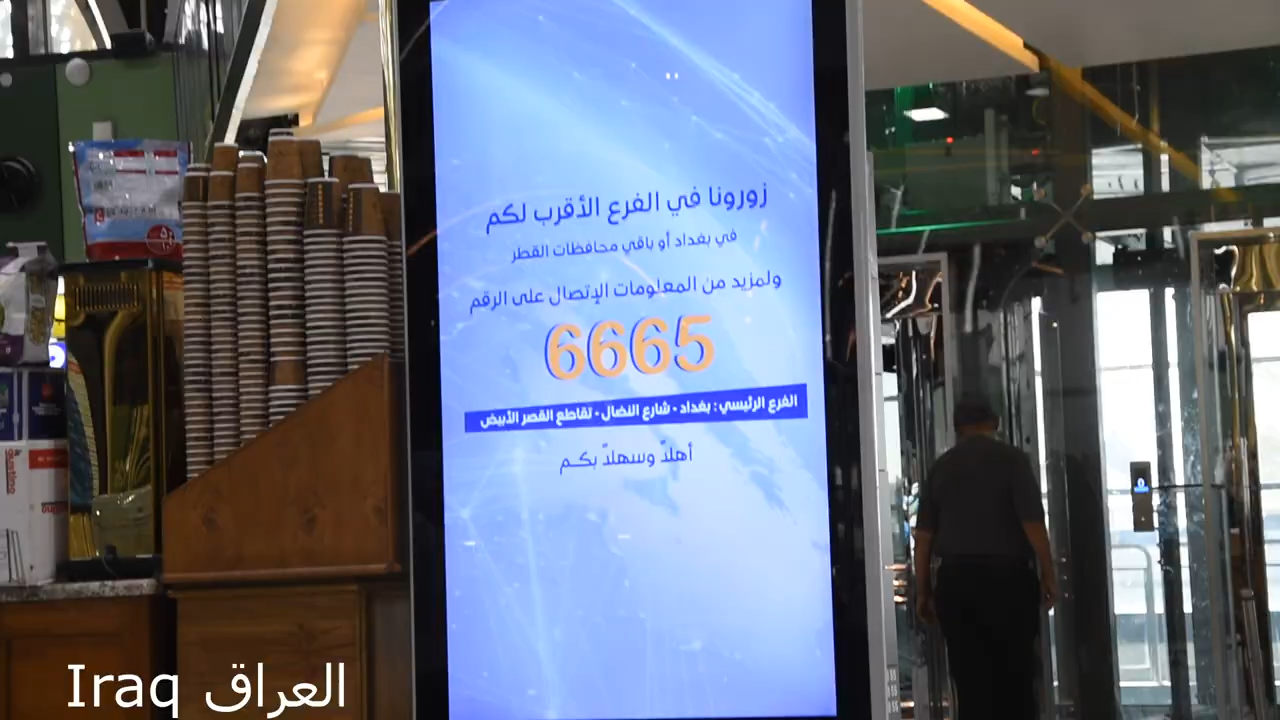 زورونا في الفرع الأقرب لكم
في بغداد أو باقي محافظات القطر
ولمزيد من المعلومات الإتصال على الرقم
6665
الفرع الرئيسي : بغداد - شارع النضال - تقاطع القصر الأبيض
أهلاً وسهلاً بكم
Iraq العراق